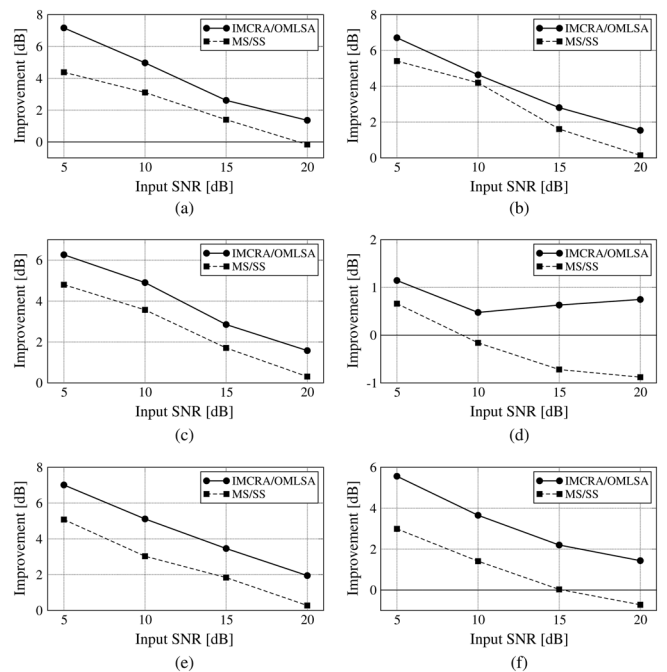 8
6
4
2
0
Improvement [dB]
IMCRA/OMLSA
MS/SS
5 10 15 20
Input SNR [dB]
(a)
8
6
4
2
0
Improvement [dB]
IMCRA/OMLSA
MS/SS
5 10 15 20
Input SNR [dB]
(b)
6
4
2
0
Improvement [dB]
IMCRA/OMLSA
MS/SS
5 10 15 20
Input SNR [dB]
(c)
2
1
0
-1
Improvement [dB]
IMCRA/OMLSA
MS/SS
5 10 15 20
Input SNR [dB]
(d)
8
6
4
2
0
Improvement [dB]
IMCRA/OMLSA
MS/SS
5 10 15 20
Input SNR [dB]
(e)
6
4
2
0
Improvement [dB]
IMCRA/OMLSA
MS/SS
5 10 15 20
Input SNR [dB]
(f)